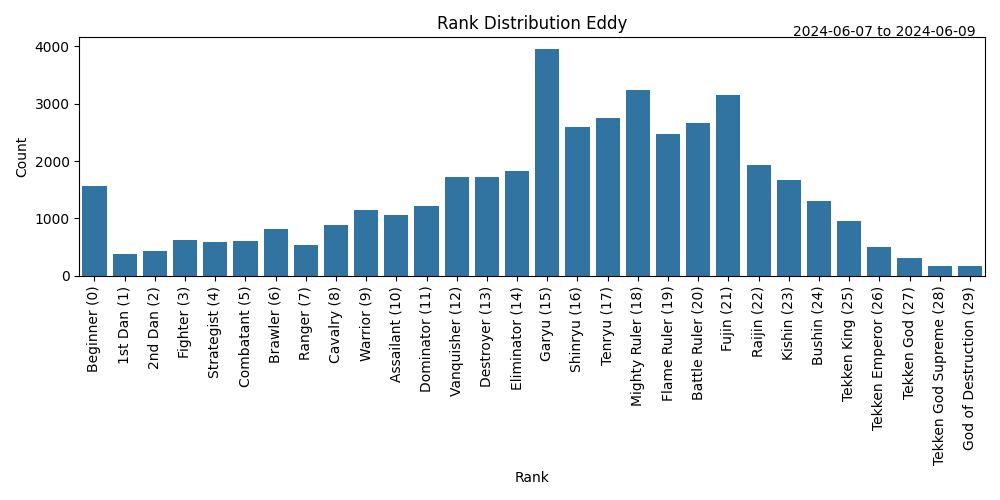 Rank Distribution Eddy
2024-06-07 to 2024-06-09
Count
4000
3000
2000
1000
0
Beginner (0)
1st Dan (1)
2nd Dan (2)
Fighter (3)
Strategist (4)
Combatant (5)
Brawler (6)
Ranger (7)
Cavalry (8)
Warrior (9)
Assailant (10)
Dominator (11)
Vanquisher (12)
Destroyer (13)
Eliminator (14)
Garyu (15)
Shinryu (16)
Tenryu (17)
Mighty Ruler (18)
Flame Ruler (19)
Battle Ruler (20)
Fujin (21)
Raijin (22)
Kishin (23)
Bushin (24)
Tekken King (25)
Tekken Emperor (26)
Tekken God (27)
Tekken God Supreme (28)
God of Destruction (29)
Rank